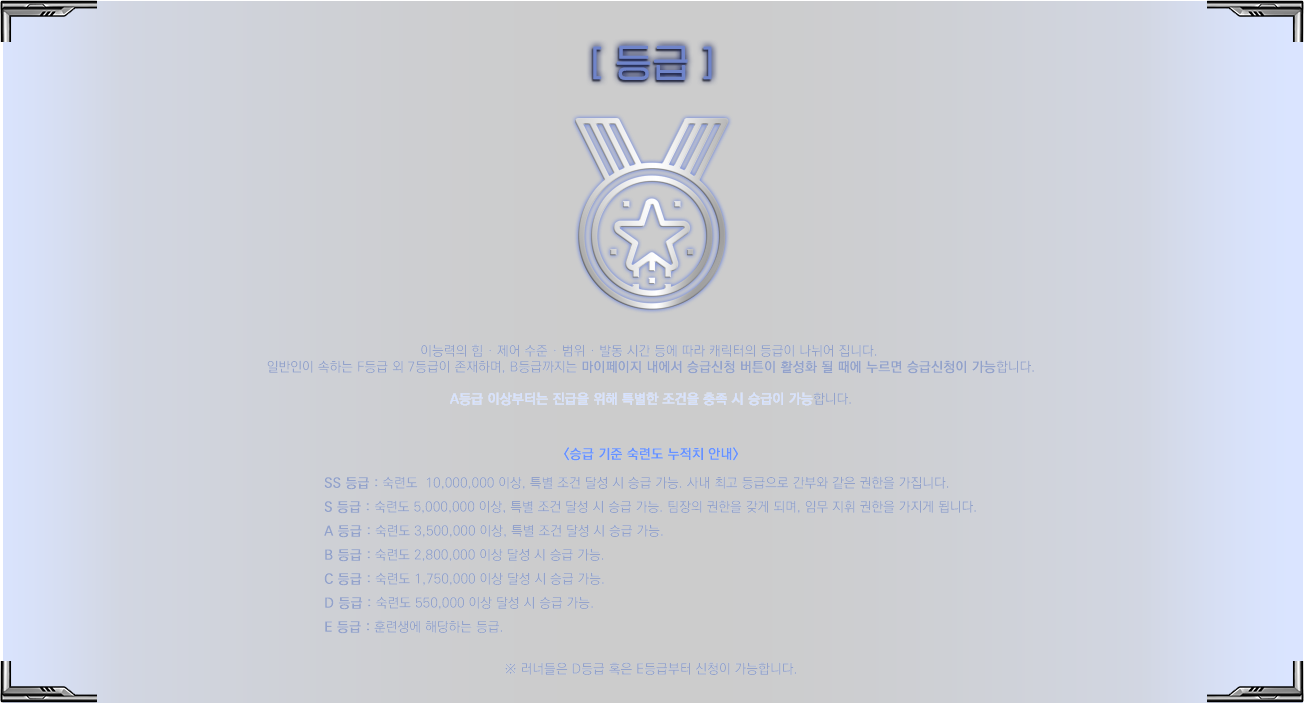 [ 등급 ]
이능력의 힘 · 제어 수준 · 범위 · 발동 시간 등에 따라 캐릭터의 등급이 나뉘어 집니다.
일반인이 속하는 F등급 외 7등급이 존재하며, B등급까지는 마이페이지 내에서 승급신청 버튼이 활성화 될 때에 누르면 승급신청이 가능합니다.
A등급 이상부터는 진급을 위해 특별한 조건을 충족 시 승급이 가능합니다.
<승급 기준 숙련도 누적치 안내>
SS 등급 : 숙련도 10,000,000 이상, 특별 조건 달성 시 승급 가능. 사내 최고 등급으로 간부와 같은 권한을 가집니다.
S 등급 : 숙련도 5,000,000 이상, 특별 조건 달성 시 승급 가능. 팀장의 권한을 갖게 되며, 임무 지휘 권한을 가지게 됩니다.
A 등급 : 숙련도 3,500,000 이상, 특별 조건 달성 시 승급 가능.
B 등급 : 숙련도 2,800,000 이상 달성 시 승급 가능.
C 등급 : 숙련도 1,750,000 이상 달성 시 승급 가능.
D 등급 : 숙련도 550,000 이상 달성 시 승급 가능.
E 등급 : 훈련생에 해당하는 등급.
※ 러너들은 D등급 혹은 E등급부터 신청이 가능합니다.